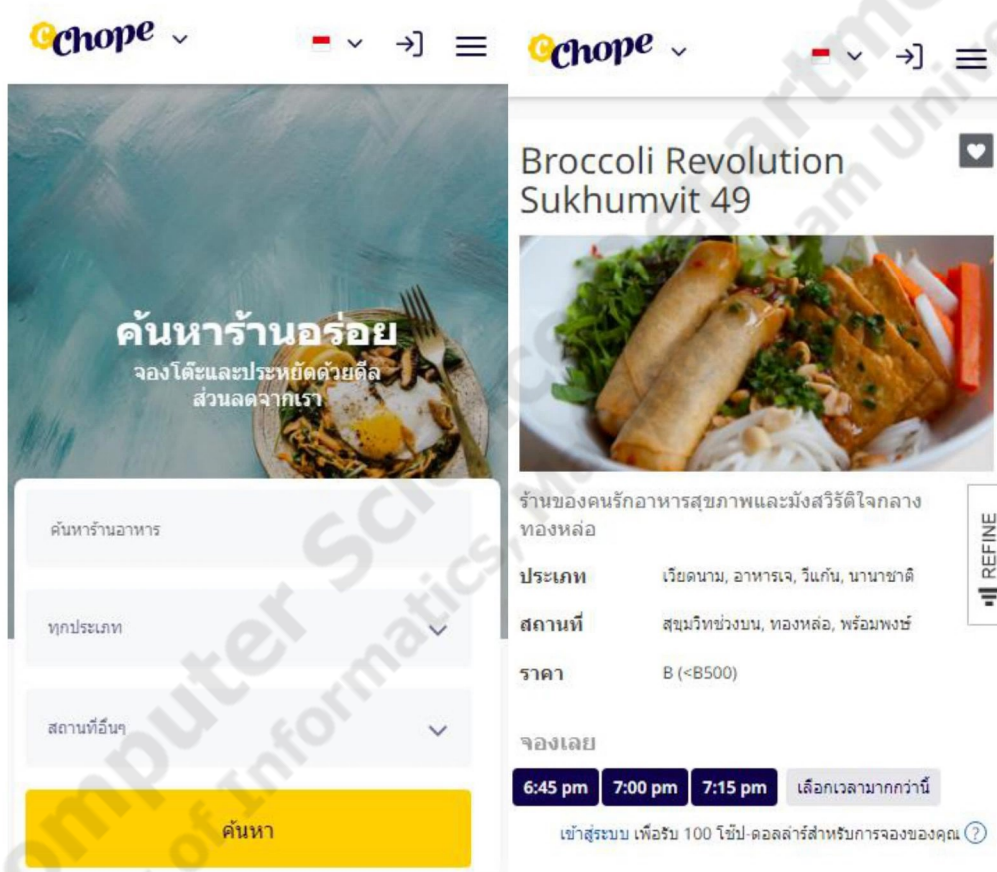 Chope
ค้นหาร้านอร่อย
จองโต๊ะและประหยัดด้วยดีล
ส่วนลดจากเรา
ค้นหาร้านอาหาร
ทุกประเภท
สถานที่อื่นๆ
ค้นหา
Chope
Broccoli Revolution
Sukhumvit 49
ร้านของคนรักอาหารสุขภาพและมังสวิรัติใจกลาง
ทองหล่อ
REFINE
ประเภท เวียดนาม, อาหารเจ, วีแก้น, นานาชาติ
สถานที่ สุขุมวิทช่วงบน, ทองหล่อ, พร้อมพงษ์
ราคา B (<B500)
จองเลย
6:45 pm 7:00 pm 7:15 pm เลือกเวลามากกว่านี้
เข้าสู่ระบบ เพื่อรับ 100 โช้ป-ดอลล่าร์สำหรับการจองของคุณ ?